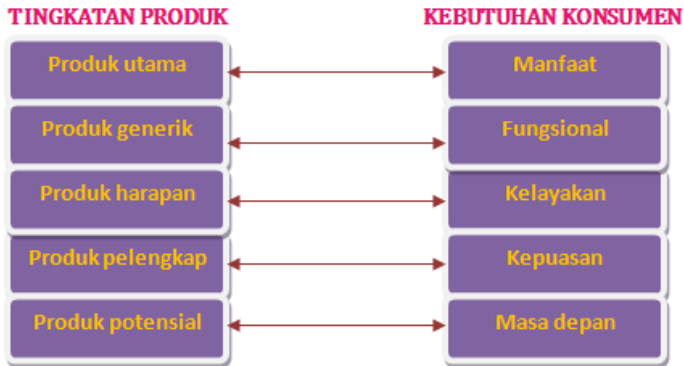 TINGKATAN PRODUK KEBUTUHAN KONSUMEN
Produk utama Manfaat
Produk generik Fungsional
Produk harapan Kelayakan
Produk pelengkap Kepuasan
Produk potensial Masa depan